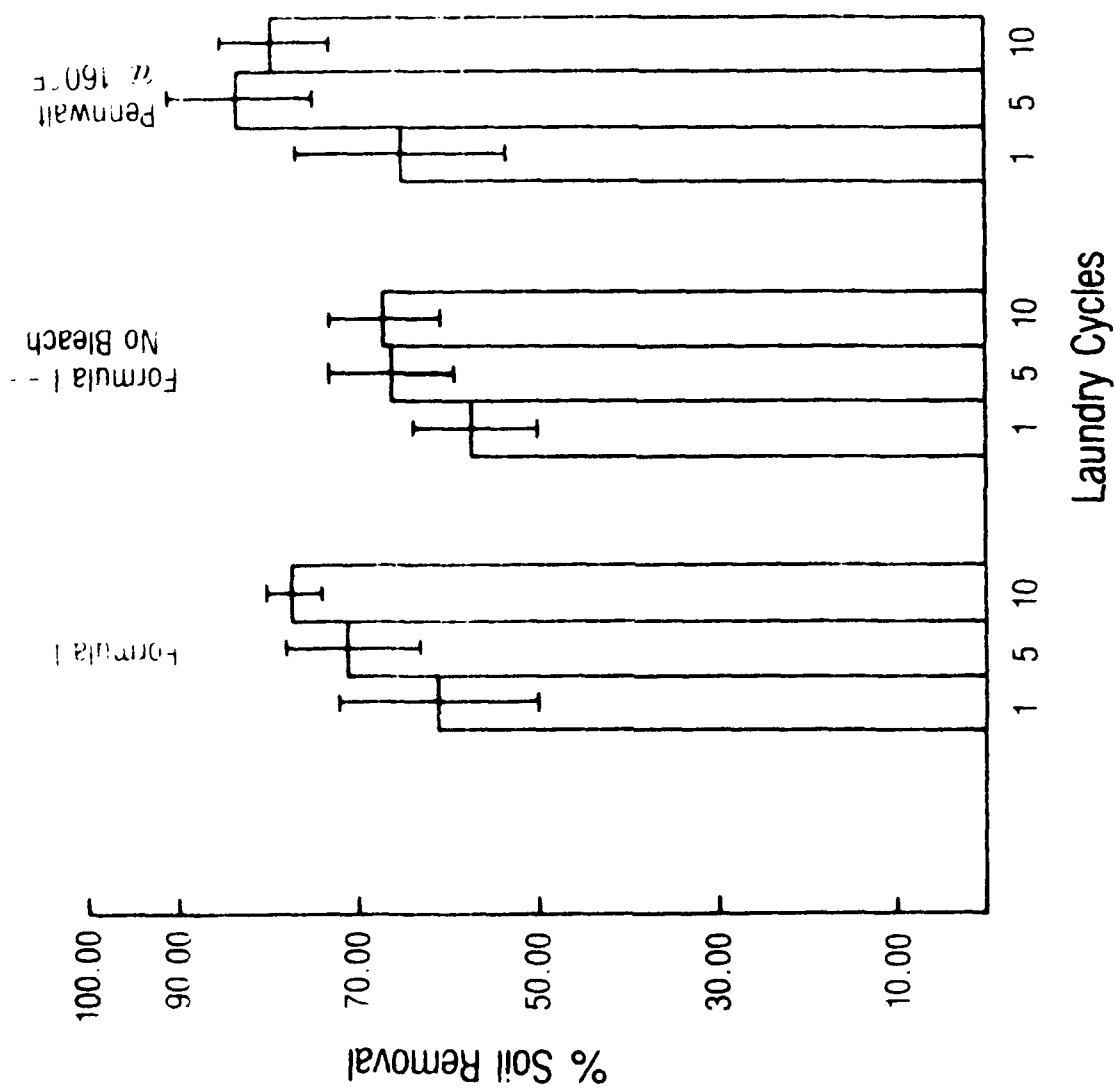 % Soil Removal
100.00
90.00
70.00
50.00
30.00
10.00
Formula I
Formula I -
No Bleach
Pennwalt
160°F
1 5 10
1 5 10
1 5 10
Laundry Cycles